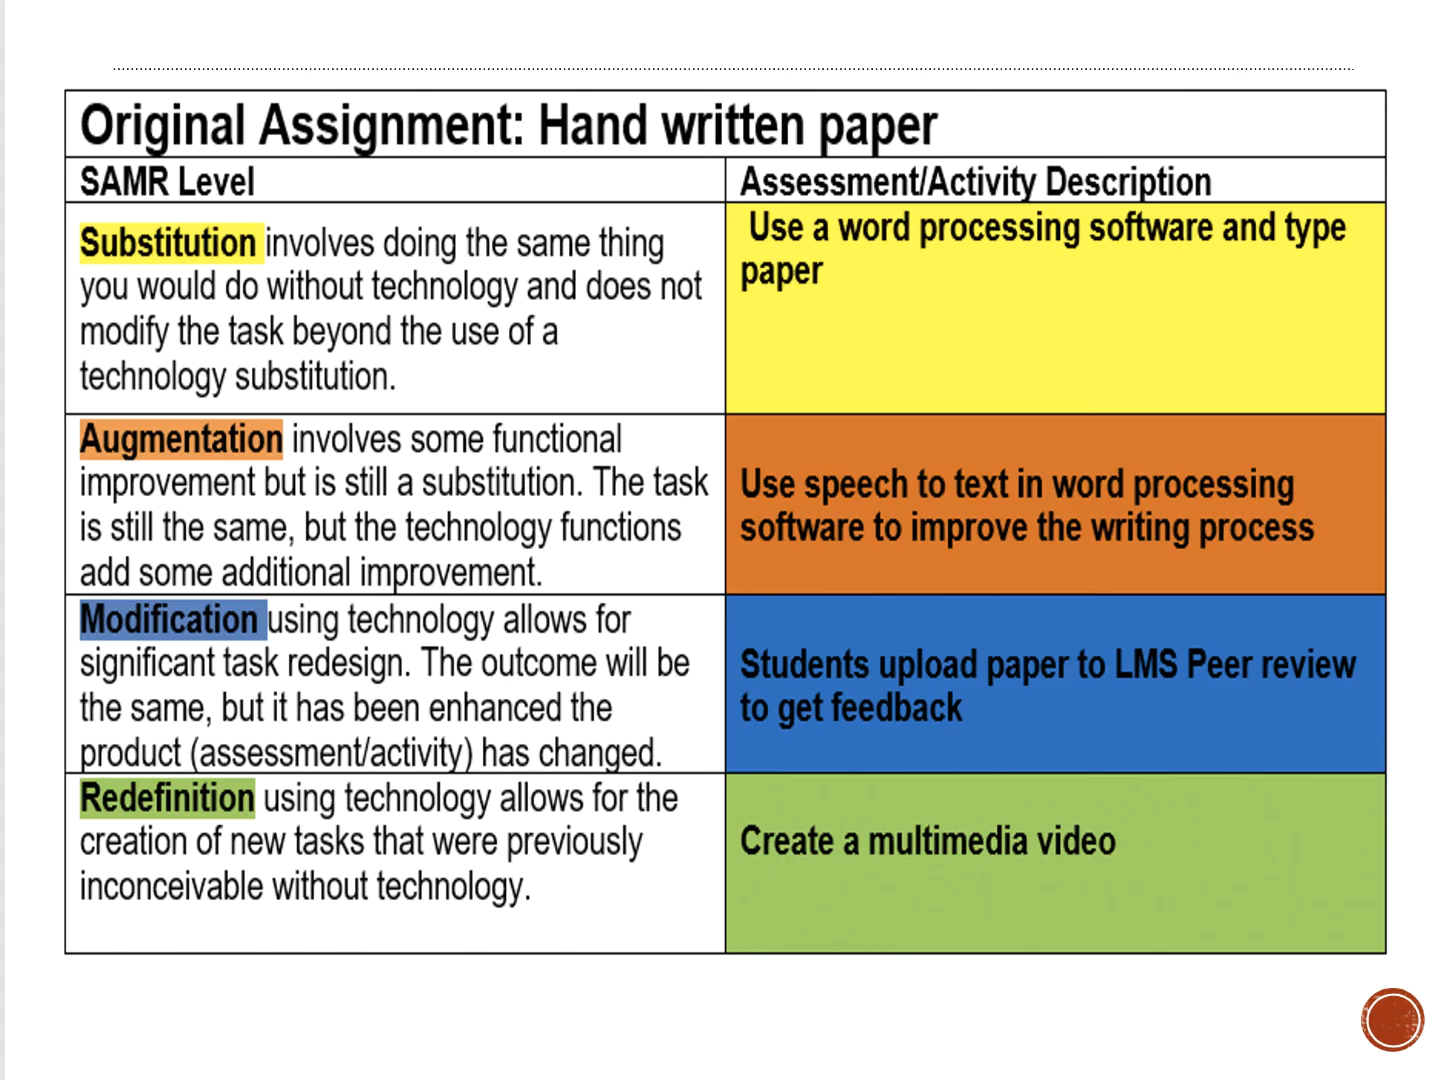 Original Assignment: Hand written paper
SAMR Level
Assessment/Activity Description
Substitution involves doing the same thing
you would do without technology and does not
modify the task beyond the use of a
technology substitution.
Use a word processing software and type
paper
Augmentation involves some functional
improvement but is still a substitution. The task
is still the same, but the technology functions
add some additional improvement.
Use speech to text in word processing
software to improve the writing process
Modification using technology allows for
significant task redesign. The outcome will be
the same, but it has been enhanced the
product (assessment/activity) has changed.
Students upload paper to LMS Peer review
to get feedback
Redefinition using technology allows for the
creation of new tasks that were previously
inconceivable without technology.
Create a multimedia video